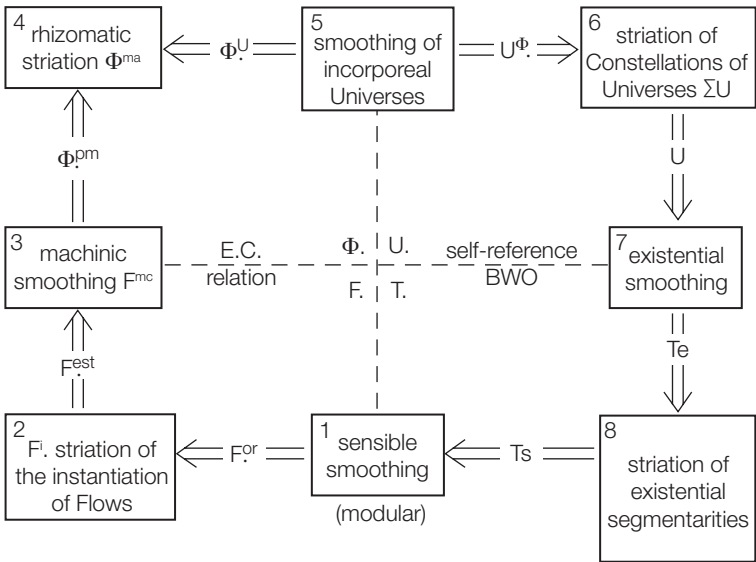 4
rhizomatic
striation Φᵐᵃ
Φ.ᵁ
5
smoothing of
incorporeal
Universes
U^Φ.
6
striation of
Constellations of
Universes ΣU
Φ.ᵖᵐ
U
3
machinic
smoothing Fᵐᶜ
E.C.
relation
Φ. U.
F. T.
self-reference
BWO
7
existential
smoothing
F.ᵉˢᵗ
Te
2
Fⁱ. striation of
the instantiation
of Flows
F.ᵒʳ
1
sensible
smoothing
(modular)
Ts
8
striation of
existential
segmentarities